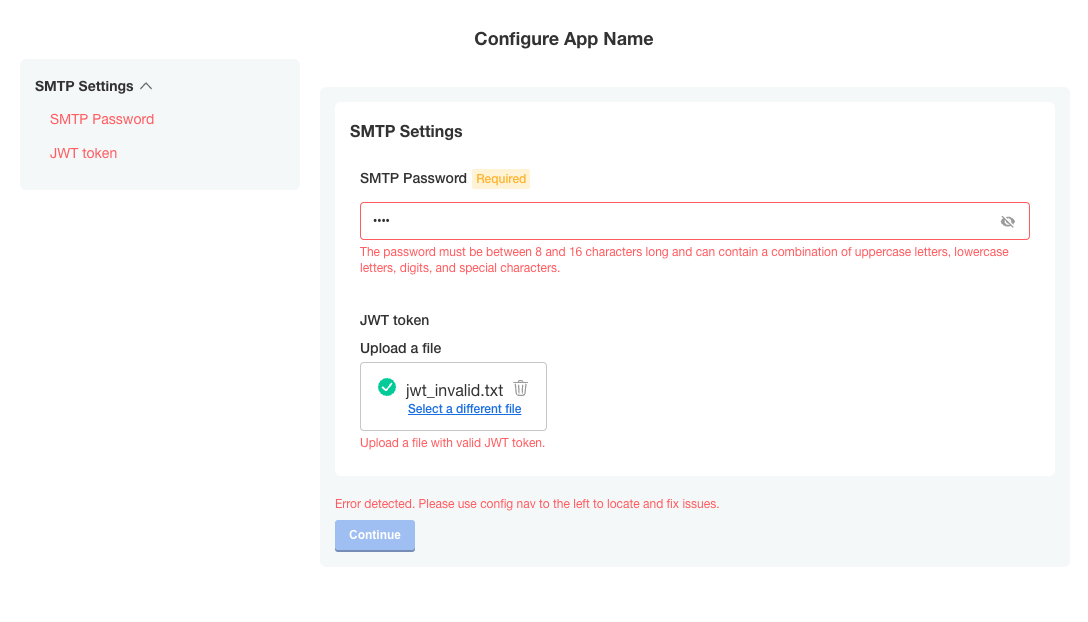 Configure App Name
SMTP Settings
SMTP Password
JWT token
SMTP Settings
SMTP Password Required
••••
The password must be between 8 and 16 characters long and can contain a combination of uppercase letters, lowercase
letters, digits, and special characters.
JWT token
Upload a file
jwt_invalid.txt
Select a different file
Upload a file with valid JWT token.
Error detected. Please use config nav to the left to locate and fix issues.
Continue